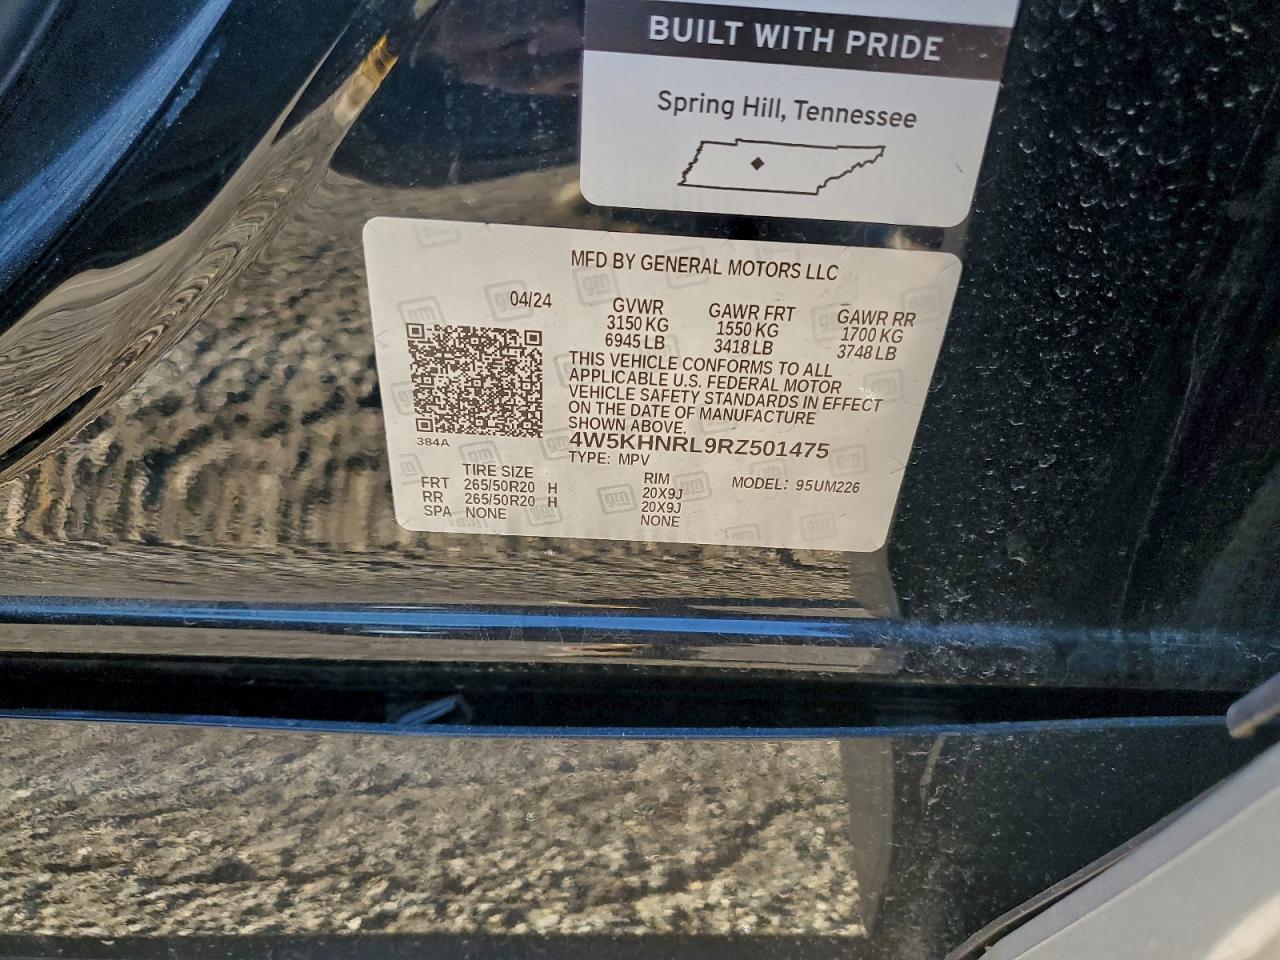 BUILT WITH PRIDE
Spring Hill, Tennessee
MFD BY GENERAL MOTORS LLC
04/24 GVWR GAWR FRT GAWR RR
3150 KG 1550 KG 1700 KG
6945 LB 3418 LB 3748 LB
THIS VEHICLE CONFORMS TO ALL
APPLICABLE U.S. FEDERAL MOTOR
VEHICLE SAFETY STANDARDS IN EFFECT
ON THE DATE OF MANUFACTURE
SHOWN ABOVE.
384A 4W5KHNRL9RZ501475
TYPE: MPV
TIRE SIZE RIM MODEL: 95UM226
FRT 265/50R20 H 20X9J
RR 265/50R20 H 20X9J
SPA NONE NONE